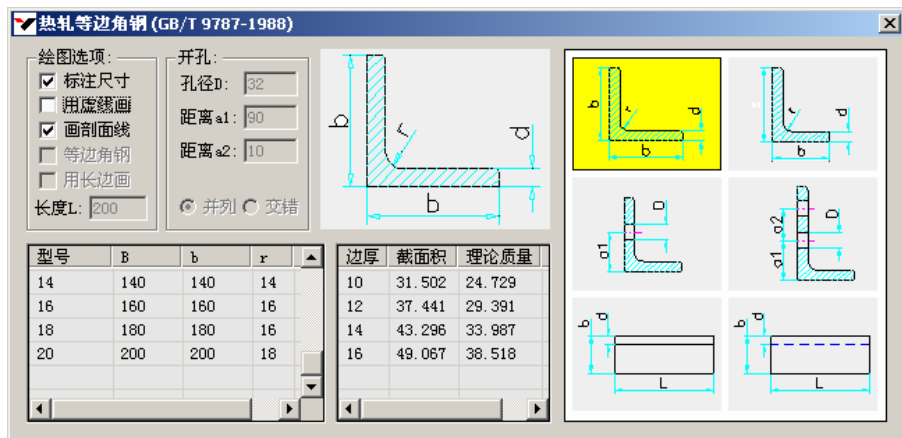 热轧等边角钢 (GB/T 9787-1988)
绘图选项:
标注尺寸
用虚线画
画剖面线
等边角钢
用长边画
长度L: 200
开孔:
孔径D: 32
距离a1: 90
距离a2: 10
并列 交错
b
r
d
b
b
r
d
b
r
d
b
D
a1
a2
D
a1
d
b
L
d
b
L
型号 B b r
14 140 140 14
16 160 160 16
18 180 180 16
20 200 200 18
边厚 截面积 理论质量
10 31.502 24.729
12 37.441 29.391
14 43.296 33.987
16 49.067 38.518